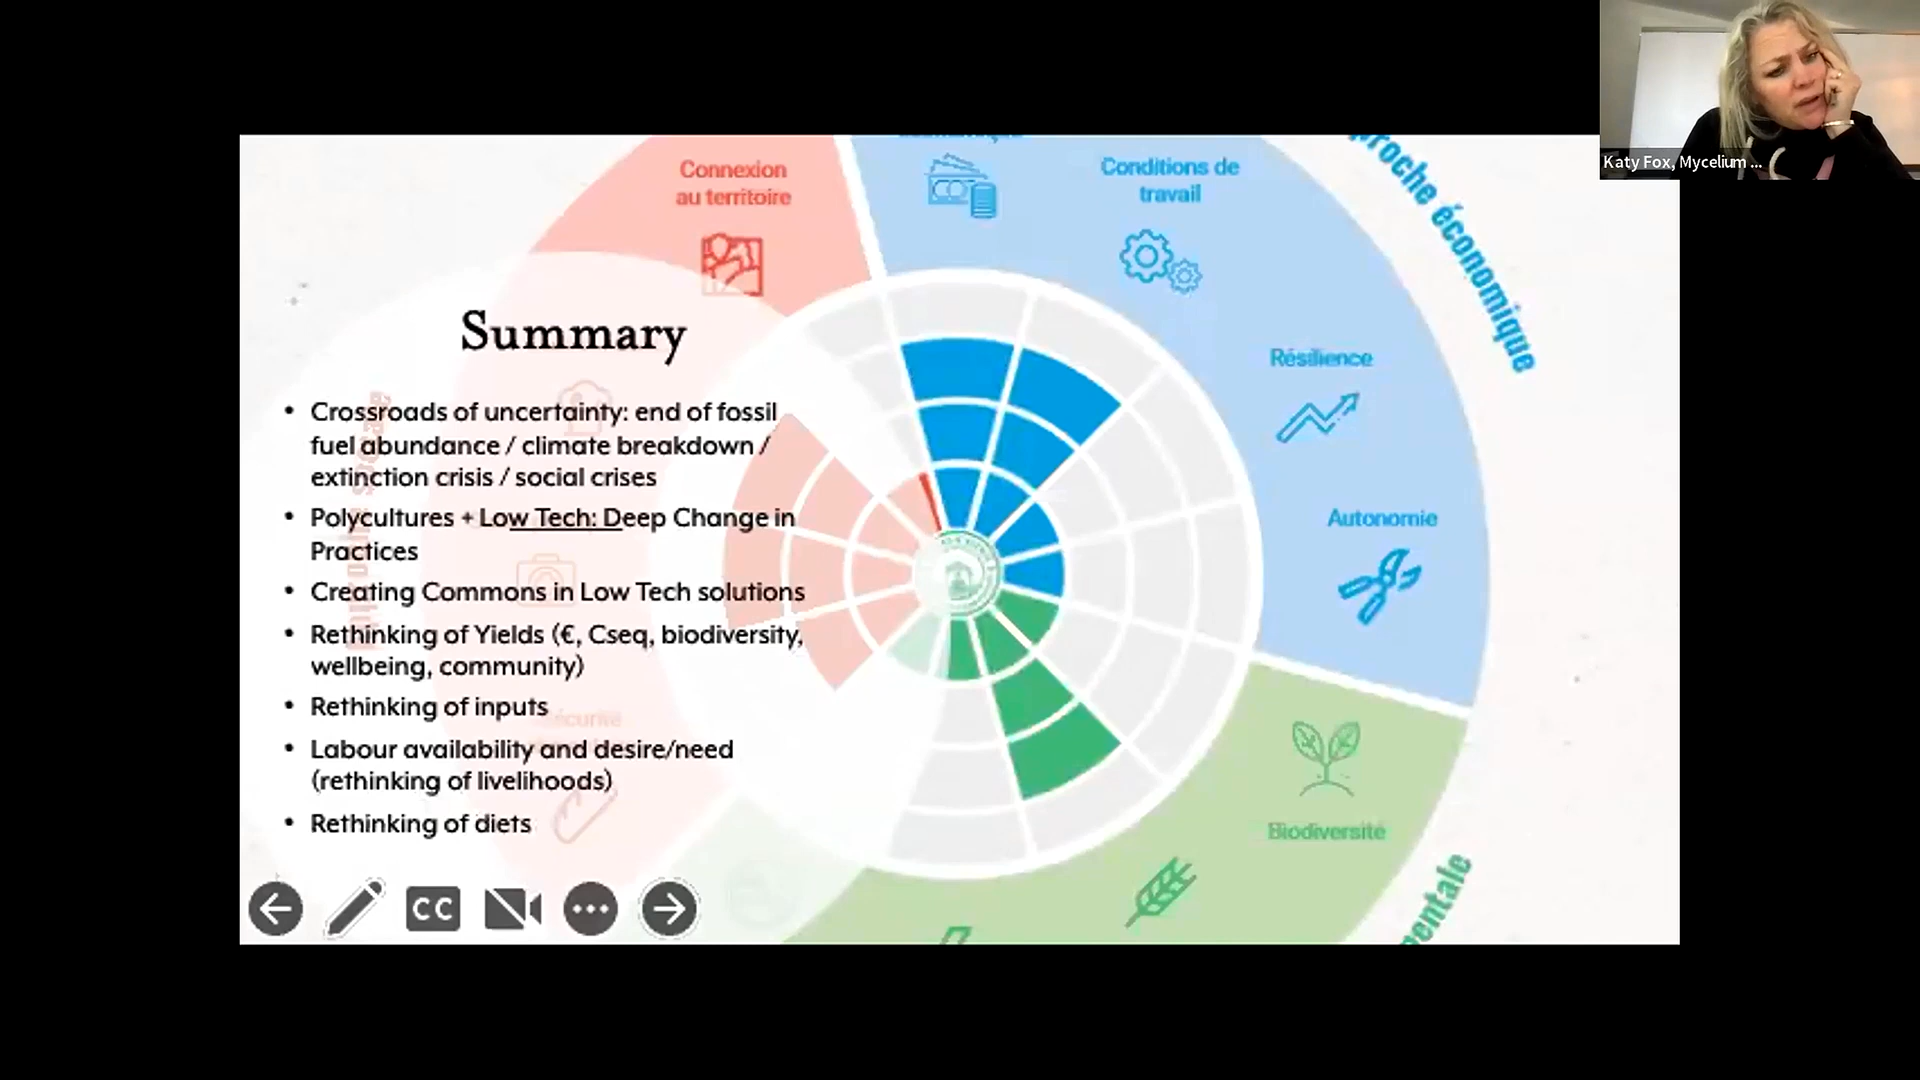 Katy Fox, Mycelium ...
Connexion
au territoire
Conditions de
travail
Résilience
Autonomie
Biodiversité
Summary
• Crossroads of uncertainty: end of fossil
fuel abundance / climate breakdown /
extinction crisis / social crises
• Polycultures + Low Tech: Deep Change in
Practices
• Creating Commons in Low Tech solutions
• Rethinking of Yields (€, Cseq, biodiversity,
wellbeing, community)
• Rethinking of inputs
• Labour availability and desire/need
(rethinking of livelihoods)
• Rethinking of diets
économique
CC